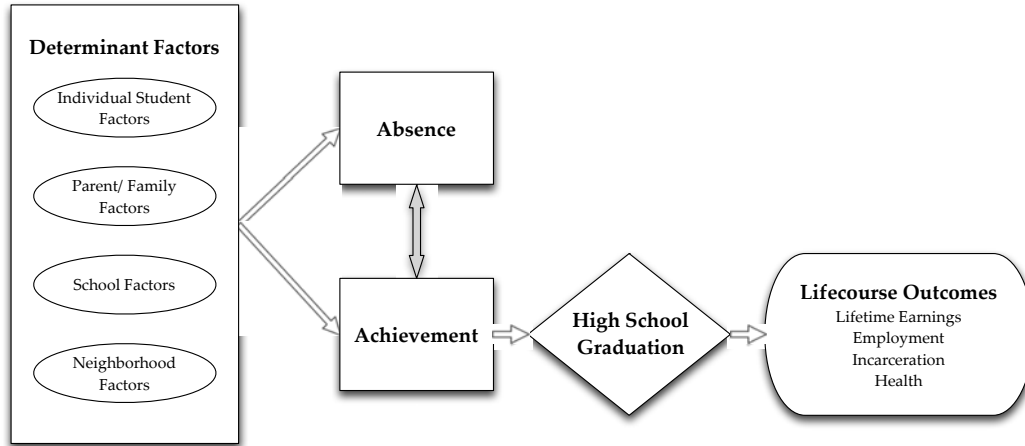 Determinant Factors
Individual Student
Factors
Parent/ Family
Factors
School Factors
Neighborhood
Factors
Absence
Achievement
High School
Graduation
Lifecourse Outcomes
Lifetime Earnings
Employment
Incarceration
Health